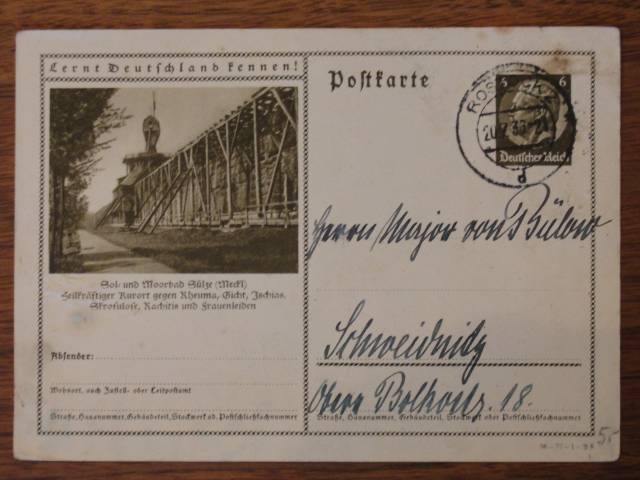 Lernt Deutschland kennen!
Sol- und Moorbad Sülze (Meckl)
Heilkräftiger Kurort gegen Rheuma, Gicht, Ischias,
Skrofulose, Rachitis und Frauenleiden
Absender:
Wohnort, auch Zustell- oder Leitpostamt
Straße, Hausnummer, Gebäudeteil, Stockwerk od. Postschließfachnummer
Postkarte
6
Deutsches Reich
d
Herrn Major von Bülow
Schweidnitz
Obere Bolkostr. 18.
Straße, Hausnummer, Gebäudeteil, Stockwerk oder Postschließfachnummer